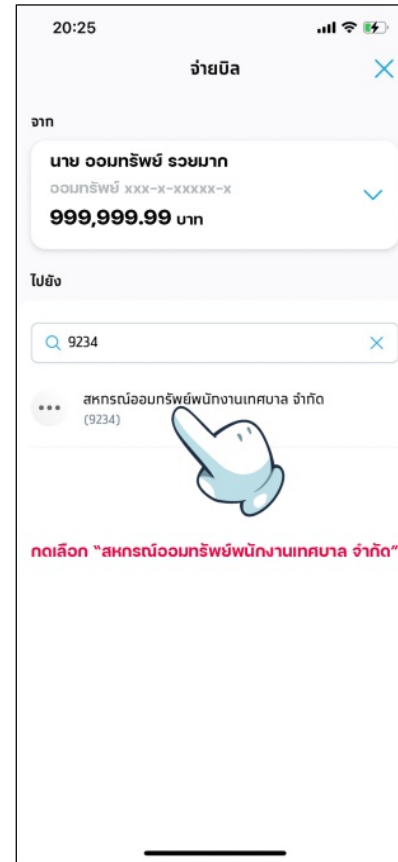 20:25
จ่ายบิล
จาก
นาย ออมทรัพย์ รวยมาก
ออมทรัพย์ xxx-x-xxxxx-x
999,999.99 บาท
ไปยัง
9234
สหกรณ์ออมทรัพย์พนักงานเทศบาล จำกัด
(9234)
กดเลือก “สหกรณ์ออมทรัพย์พนักงานเทศบาล จำกัด”